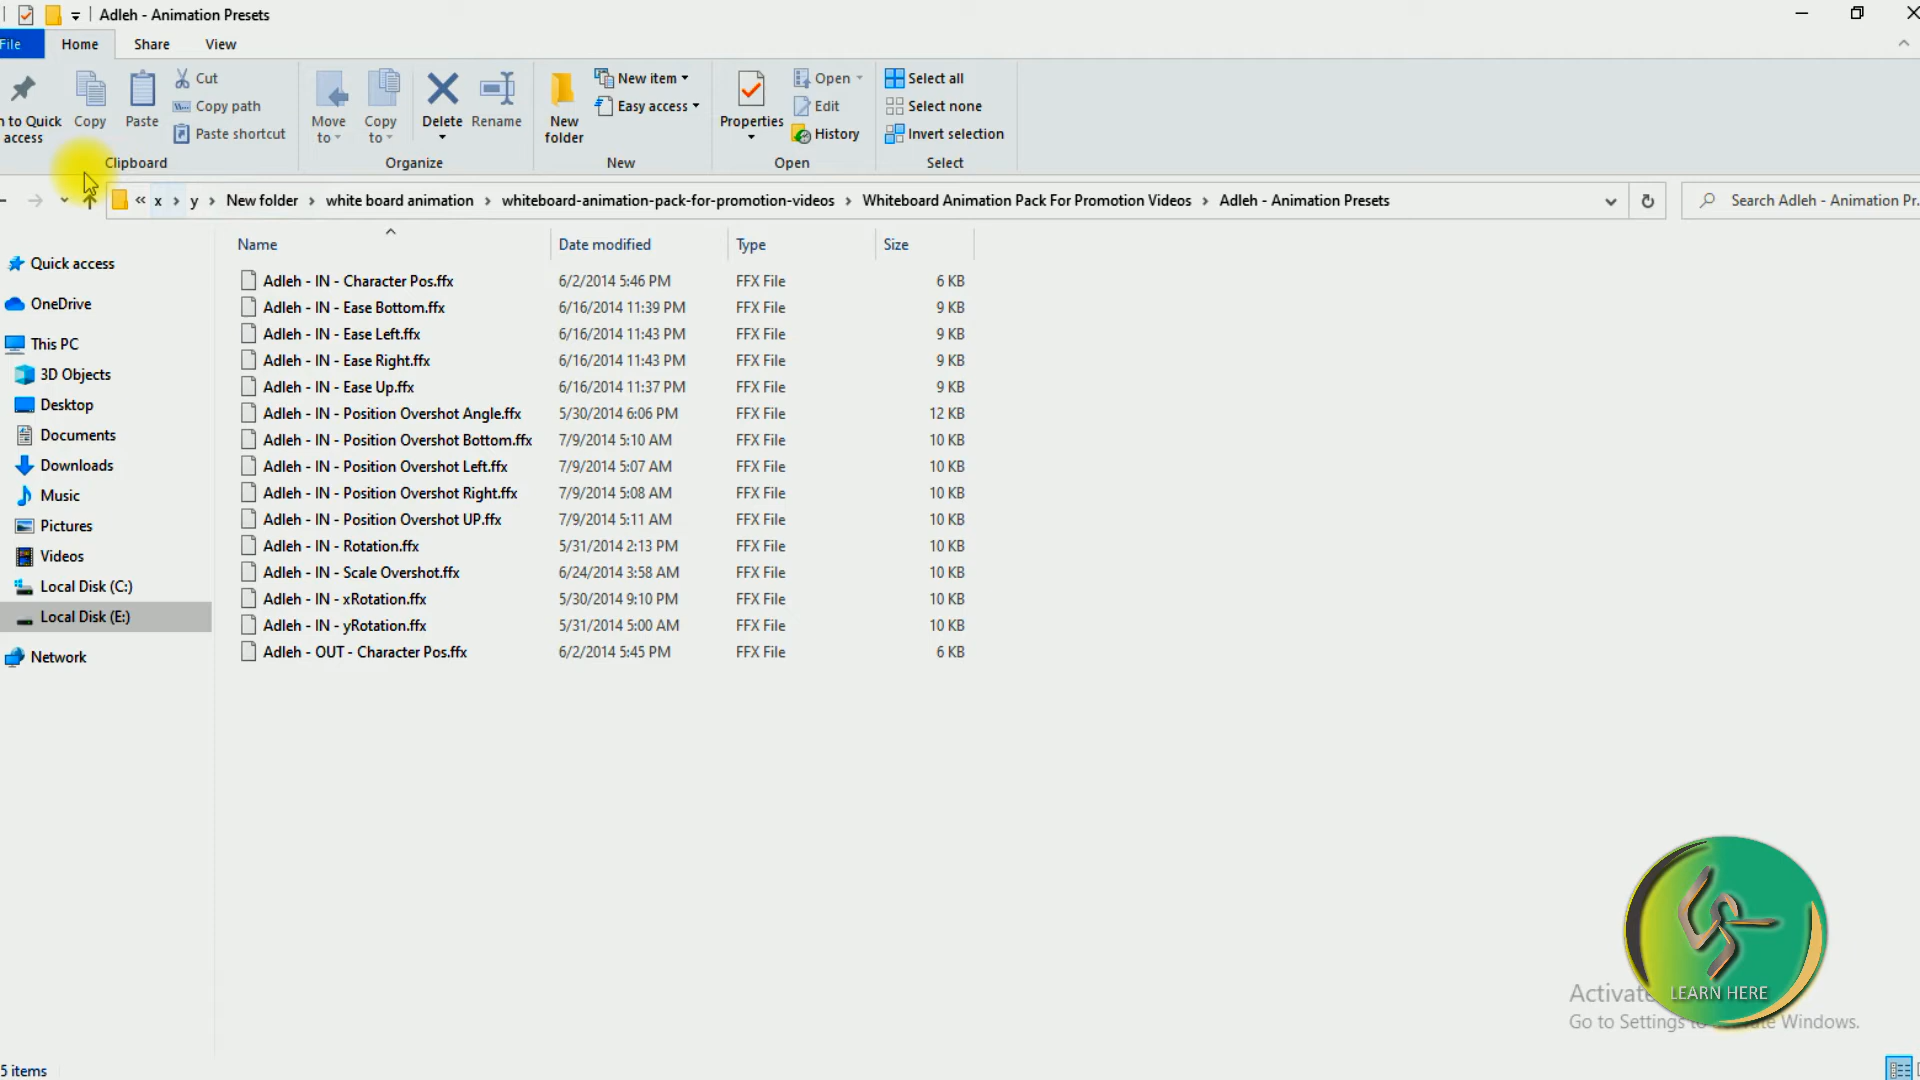 Adleh - Animation Presets
File Home Share View
n to Quick access
Copy
Paste
Cut
Copy path
Paste shortcut
Clipboard
Move to
Copy to
Delete
Rename
Organize
New folder
New item
Easy access
New
Properties
Open
Edit
History
Open
Select all
Select none
Invert selection
Select
« x › y › New folder › white board animation › whiteboard-animation-pack-for-promotion-videos › Whiteboard Animation Pack For Promotion Videos › Adleh - Animation Presets
Search Adleh - Animation Pr...
Quick access
OneDrive
This PC
3D Objects
Desktop
Documents
Downloads
Music
Pictures
Videos
Local Disk (C:)
Local Disk (E:)
Network
Name Date modified Type Size
Adleh - IN - Character Pos.ffx 6/2/2014 5:46 PM FFX File 6 KB
Adleh - IN - Ease Bottom.ffx 6/16/2014 11:39 PM FFX File 9 KB
Adleh - IN - Ease Left.ffx 6/16/2014 11:43 PM FFX File 9 KB
Adleh - IN - Ease Right.ffx 6/16/2014 11:43 PM FFX File 9 KB
Adleh - IN - Ease Up.ffx 6/16/2014 11:37 PM FFX File 9 KB
Adleh - IN - Position Overshot Angle.ffx 5/30/2014 6:06 PM FFX File 12 KB
Adleh - IN - Position Overshot Bottom.ffx 7/9/2014 5:10 AM FFX File 10 KB
Adleh - IN - Position Overshot Left.ffx 7/9/2014 5:07 AM FFX File 10 KB
Adleh - IN - Position Overshot Right.ffx 7/9/2014 5:08 AM FFX File 10 KB
Adleh - IN - Position Overshot UP.ffx 7/9/2014 5:11 AM FFX File 10 KB
Adleh - IN - Rotation.ffx 5/31/2014 2:13 PM FFX File 10 KB
Adleh - IN - Scale Overshot.ffx 6/24/2014 3:58 AM FFX File 10 KB
Adleh - IN - xRotation.ffx 5/30/2014 9:10 PM FFX File 10 KB
Adleh - IN - yRotation.ffx 5/31/2014 5:00 AM FFX File 10 KB
Adleh - OUT - Character Pos.ffx 6/2/2014 5:45 PM FFX File 6 KB
LEARN HERE
Activate
Go to Settings Windows.
5 items